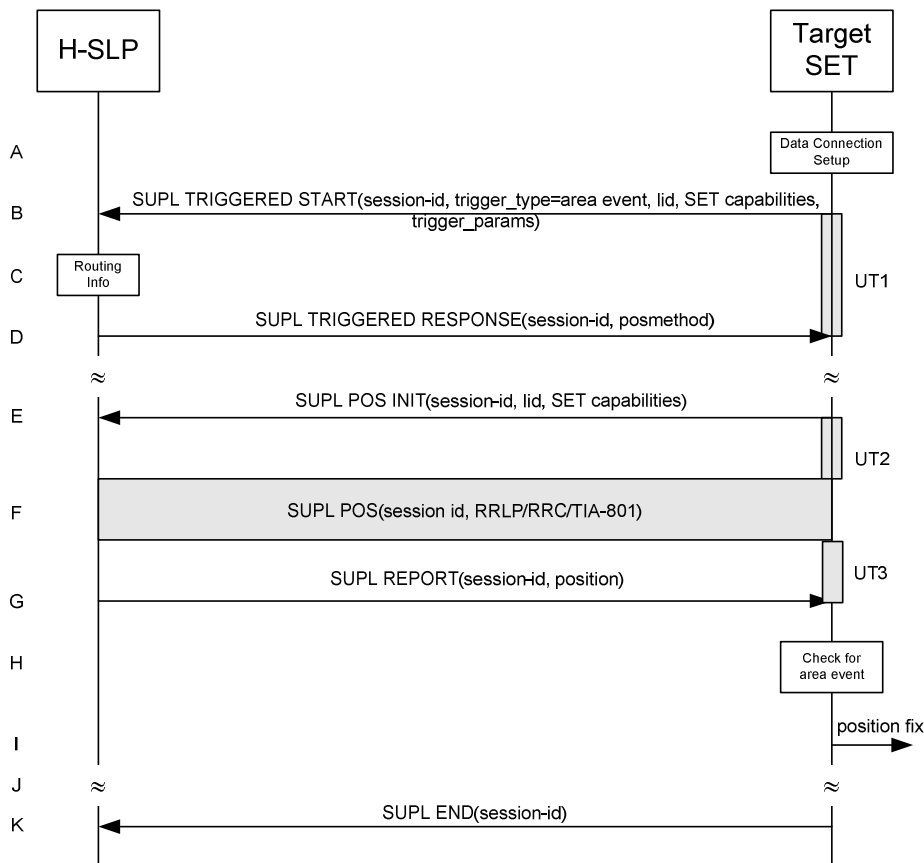 H-SLP
Target
SET
A
Data Connection
Setup
SUPL TRIGGERED START(session-id, trigger_type=area event, lid, SET capabilities,
trigger_params)
B
C
Routing
Info
UT1
SUPL TRIGGERED RESPONSE(session-id, posmethod)
D
≈
≈
SUPL POS INIT(session-id, lid, SET capabilities)
E
UT2
F
SUPL POS(session id, RRLP/RRC/TIA-801)
SUPL REPORT(session-id, position)
UT3
G
H
Check for
area event
position fix
I
J
≈
≈
SUPL END(session-id)
K